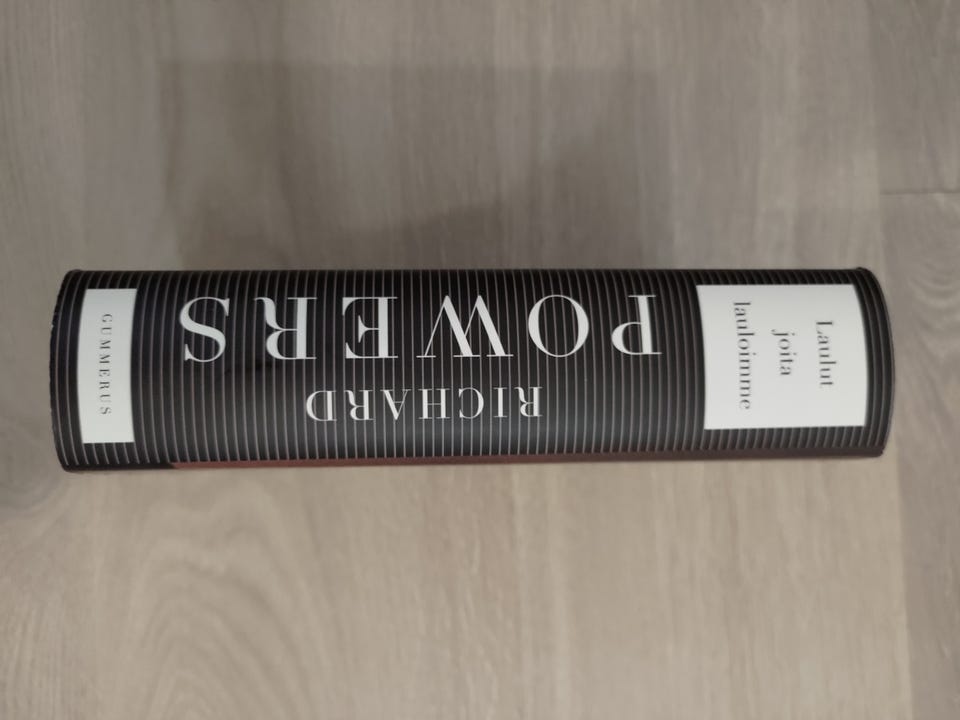 Laulut
joita
lauloimme
RICHARD
POWERS
GUMMERUS